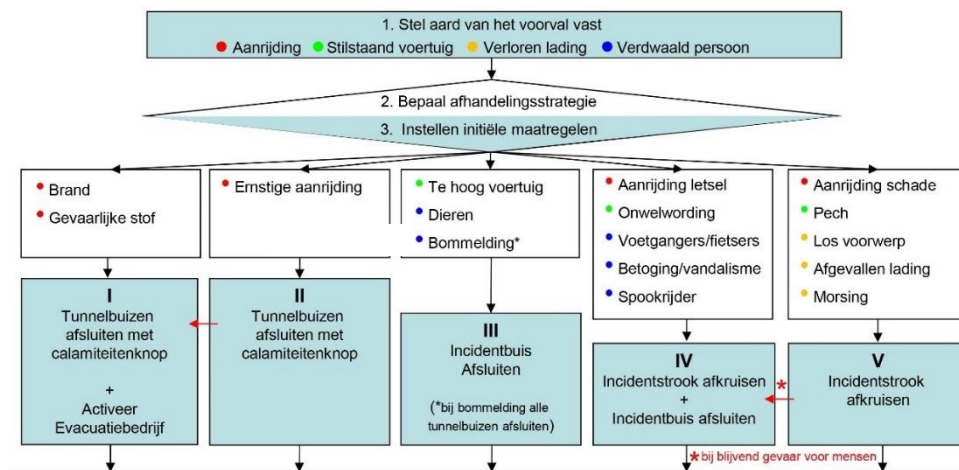 1. Stel aard van het voorval vast
Aanrijding Stilstaand voertuig Verloren lading Verdwaald persoon
2. Bepaal afhandelingsstrategie
3. Instellen initiële maatregelen
Brand
Gevaarlijke stof
Ernstige aanrijding
Te hoog voertuig
Dieren
Bommelding*
Aanrijding letsel
Onwelwording
Voetgangers/fietsers
Betoging/vandalisme
Spookrijder
Aanrijding schade
Pech
Los voorwerp
Afgevallen lading
Morsing
I
Tunnelbuizen
afsluiten met
calamiteitenknop
+
Activeer
Evacuatiebedrijf
II
Tunnelbuizen
afsluiten met
calamiteitenknop
III
Incidentbuis
Afsluiten
(*bij bommelding alle
tunnelbuizen afsluiten)
IV
Incidentstrook afkruisen
+
Incidentbuis afsluiten
*
V
Incidentstrook
afkruisen
* bij blijvend gevaar voor mensen